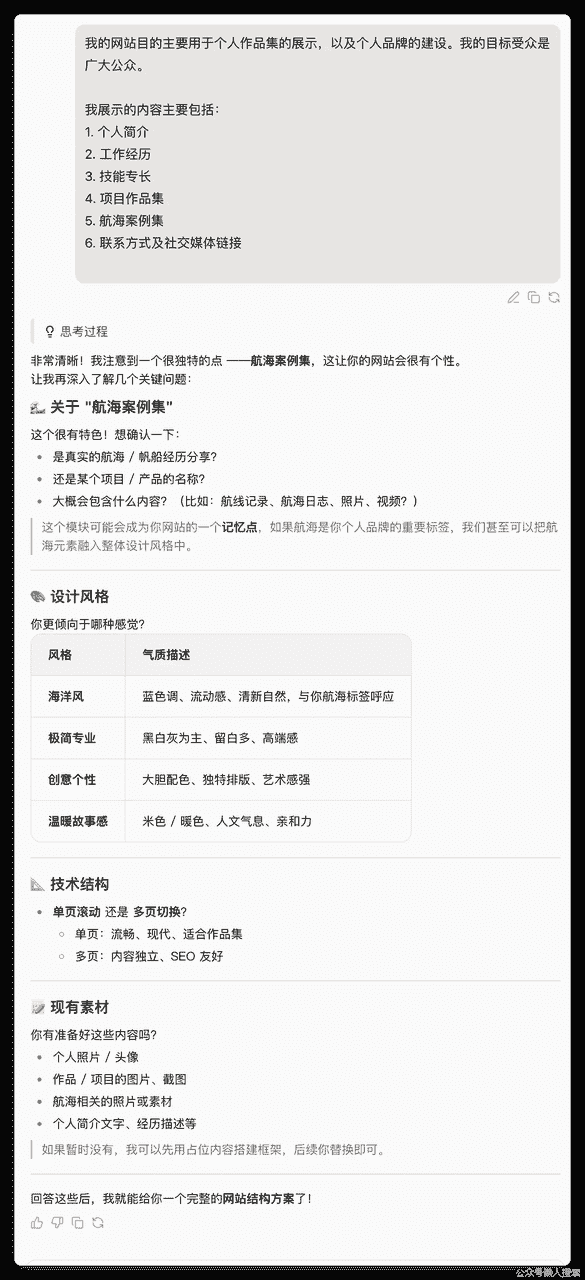 我的网站目的主要用于个人作品集的展示，以及个人品牌的建设。我的目标受众是
广大公众。
我展示的内容主要包括：
1. 个人简介
2. 工作经历
3. 技能专长
4. 项目作品集
5. 航海案例集
6. 联系方式及社交媒体链接
思考过程
非常清晰！我注意到一个很独特的点 ——航海案例集，这让你的网站会很有个性。
让我再深入了解几个关键问题：
关于 "航海案例集"
这个很有特色！想确认一下：
• 是真实的航海 / 帆船经历分享？
• 还是某个项目 / 产品的名称？
• 大概会包含什么内容？（比如：航线记录、航海日志、照片、视频？）
这个模块可能会成为你网站的一个记忆点，如果航海是你个人品牌的重要标签，我们甚至可以把航
海元素融入整体设计风格中。
设计风格
你更倾向于哪种感觉？
风格 气质描述
海洋风 蓝色调、流动感、清新自然，与你航海标签呼应
极简专业 黑白灰为主、留白多、高端感
创意个性 大胆配色、独特排版、艺术感强
温暖故事感 米色 / 暖色、人文气息、亲和力
技术结构
• 单页滚动 还是 多页切换？
◦ 单页：流畅、现代、适合作品集
◦ 多页：内容独立、SEO 友好
现有素材
你有准备好这些内容吗？
• 个人照片 / 头像
• 作品 / 项目的图片、截图
• 航海相关的照片或素材
• 个人简介文字、经历描述等
如果暂时没有，我可以先用占位内容搭建框架，后续你替换即可。
回答这些后，我就能给你一个完整的网站结构方案了！
公众号懒人搜索